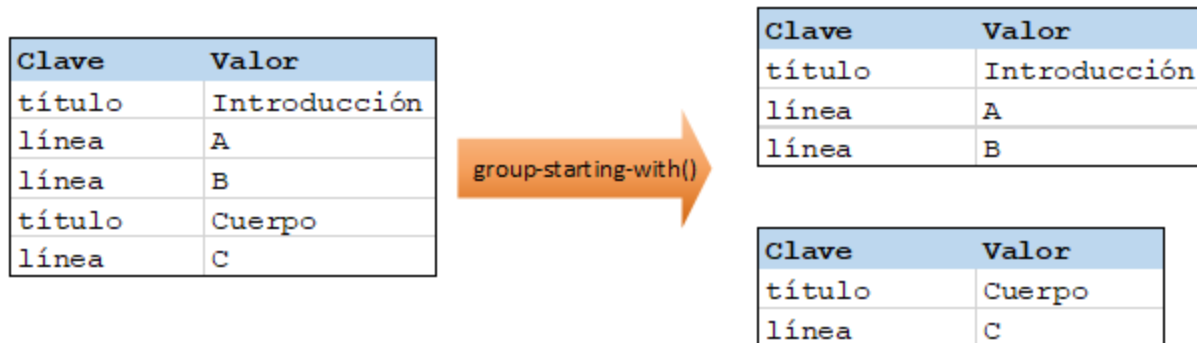 Clave Valor
título Introducción
línea A
línea B
título Cuerpo
línea C
group-starting-with()
Clave Valor
título Introducción
línea A
línea B
Clave Valor
título Cuerpo
línea C